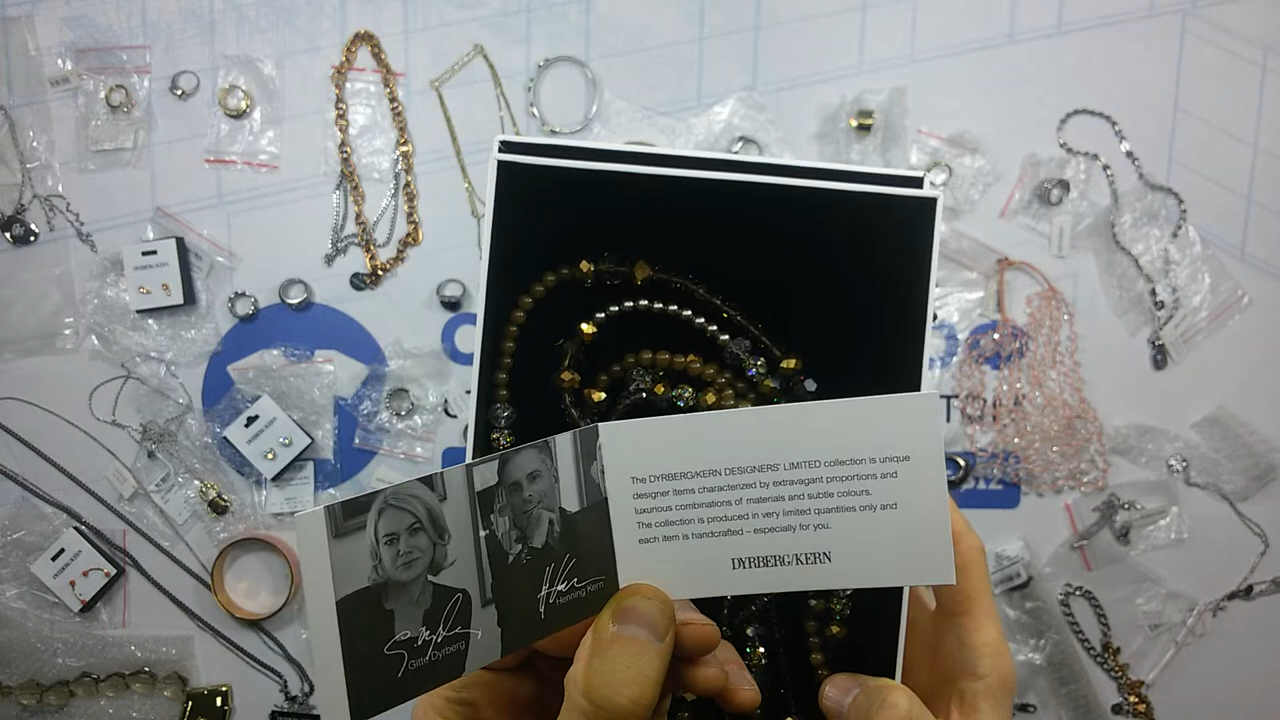 DYRBERG/KERN
DYRBERG/KERN
DYRBERG/KERN
The DYRBERG/KERN DESIGNERS' LIMITED collection is unique
designer items characterized by extravagant proportions and
luxurious combinations of materials and subtle colours.
The collection is produced in very limited quantities only and
each item is handcrafted – especially for you.
DYRBERG/KERN
Henning Kern
Gitte Dyrberg